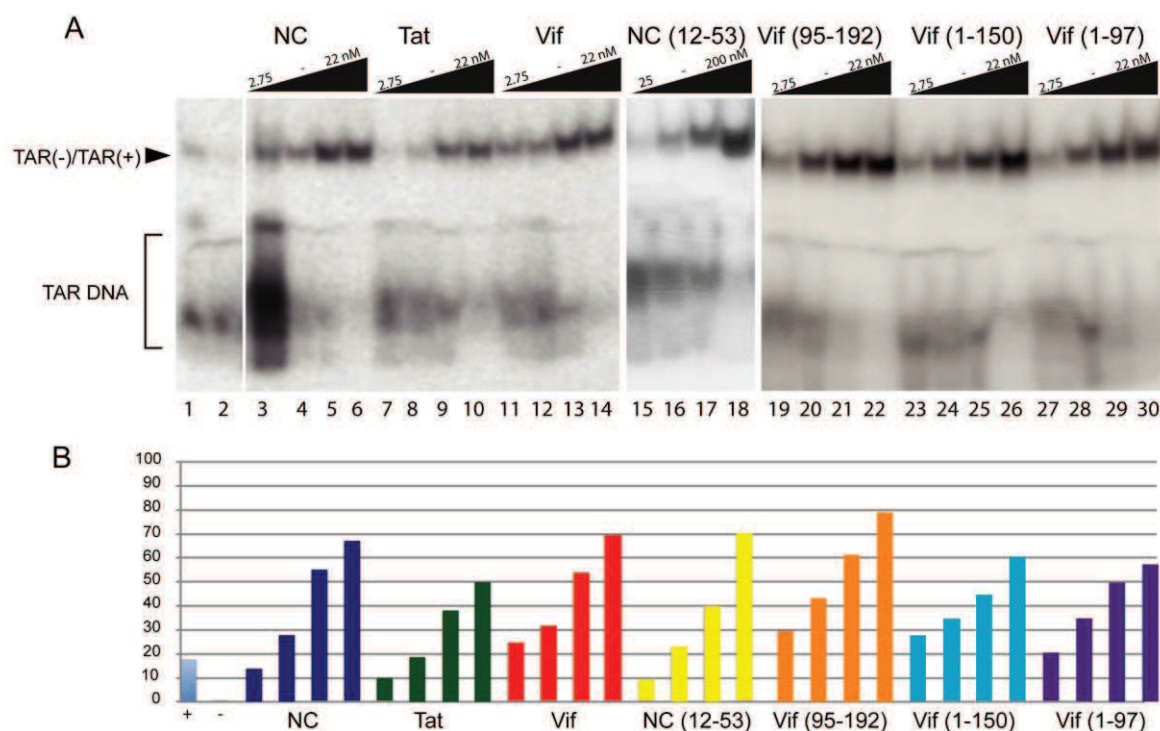 A
NC Tat Vif NC (12-53) Vif (95-192) Vif (1-150) Vif (1-97)
2.75 - 22 nM 2.75 - 22 nM 2.75 - 22 nM 25 - 200 nM 2.75 - 22 nM 2.75 - 22 nM 2.75 - 22 nM
TAR(-)/TAR(+)
TAR DNA
1 2 3 4 5 6 7 8 9 10 11 12 13 14 15 16 17 18 19 20 21 22 23 24 25 26 27 28 29 30
B
100
90
80
70
60
50
40
30
20
10
0
+ - NC Tat Vif NC (12-53) Vif (95-192) Vif (1-150) Vif (1-97)